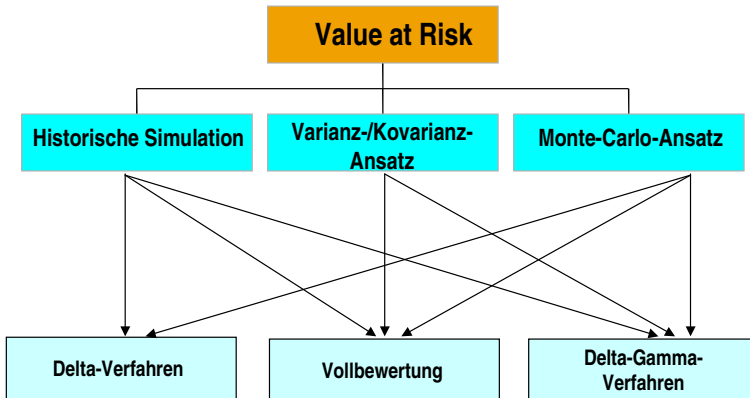 Value at Risk
Historische Simulation
Varianz-/Kovarianz-
Ansatz
Monte-Carlo-Ansatz
Delta-Verfahren
Vollbewertung
Delta-Gamma-
Verfahren